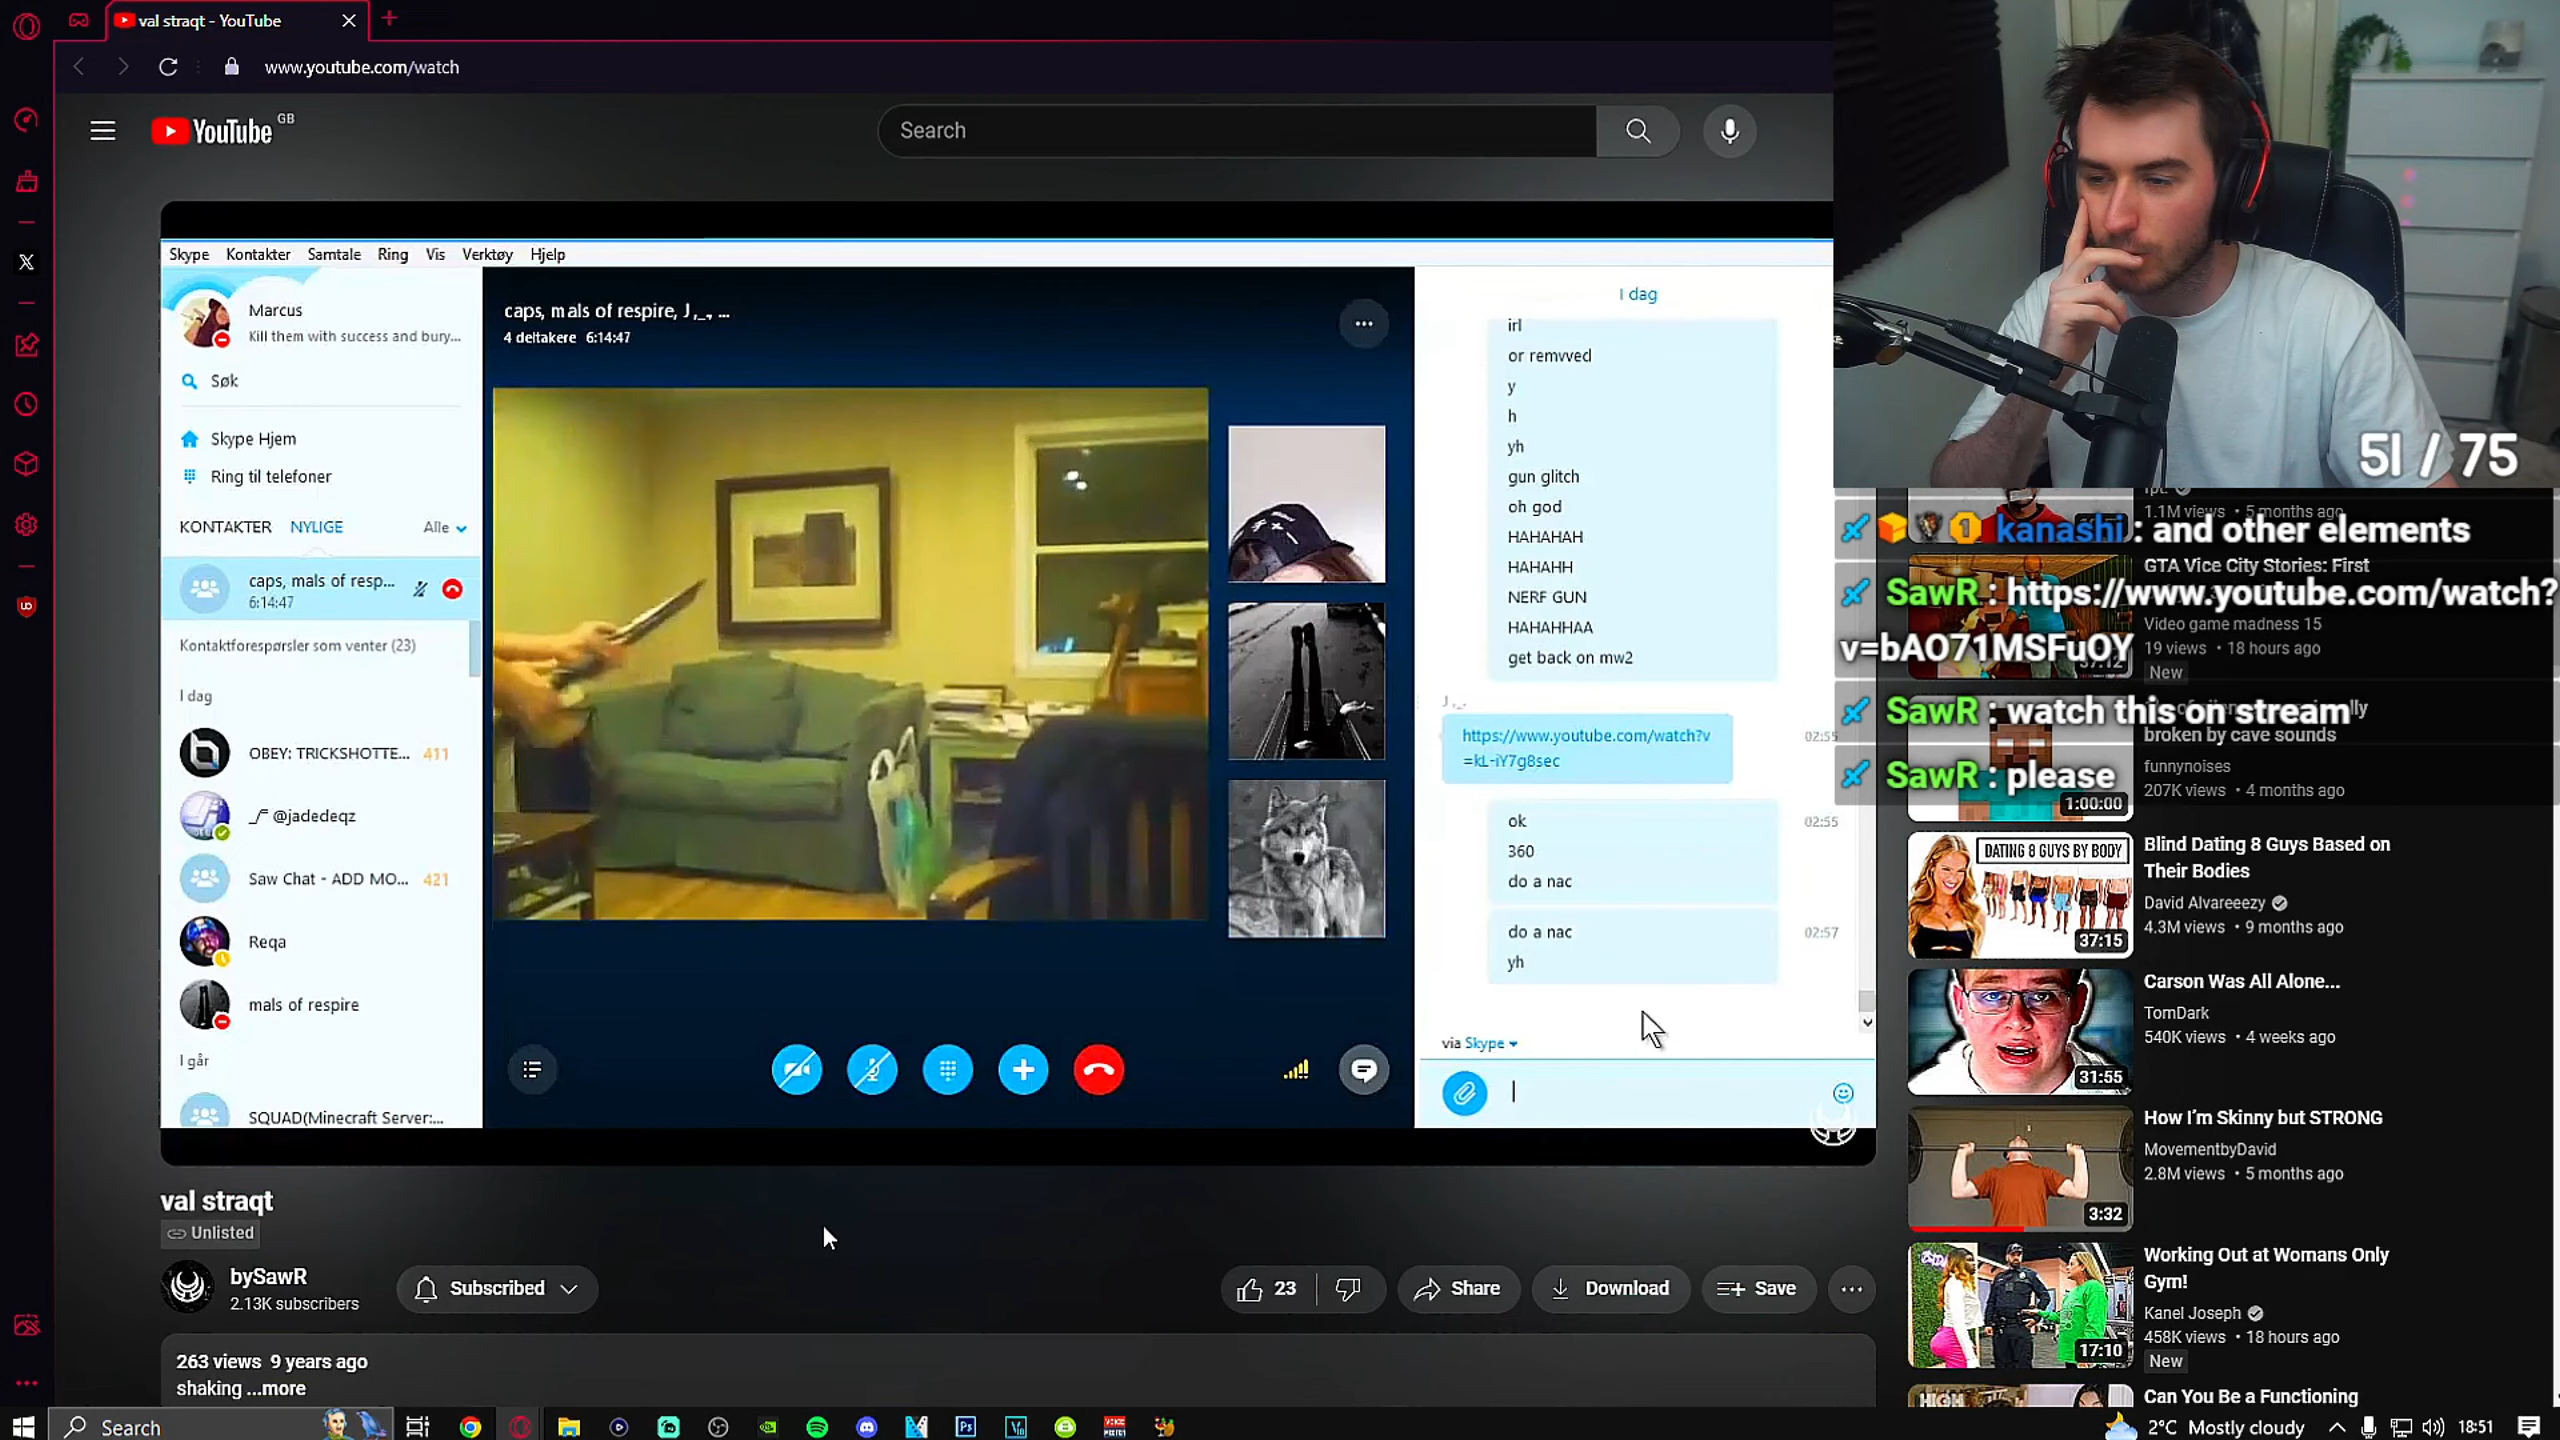 val straqt - YouTube
www.youtube.com/watch
YouTube GB
Search
Skype Kontakter Samtale Ring Vis Verktøy Hjelp
Marcus
Kill them with success and bury...
Søk
Skype Hjem
Ring til telefoner
KONTAKTER NYLIGE Alle
caps, mals of resp...
6:14:47
Kontaktforespørsler som venter (23)
I dag
OBEY: TRICKSHOTTE... 411
@jadedeqz
Saw Chat - ADD MO... 421
Reqa
mals of respire
I går
SQUAD(Minecraft Server:...
caps, mals of respire, J,_, ...
4 deltakere 6:14:47
I dag
irl
or remvved
y
h
yh
gun glitch
oh god
HAHAHAH
HAHAHH
NERF GUN
HAHAHHAA
get back on mw2
https://www.youtube.com/watch?v
=kL-iY7g8sec
02:55
ok
360
do a nac
02:55
do a nac
yh
02:57
via Skype
51 / 75
1.1M views • 5 months ago
kanashi : and other elements
GTA Vice City Stories: First
SawR : https://www.youtube.com/watch?
v=bAO71MSFuOY
Video game madness 15
19 views • 18 hours ago
37:12
New
SawR : watch this on stream
broken by cave sounds
funnynoises
SawR : please
207K views • 4 months ago
1:00:00
DATING 8 GUYS BY BODY
37:15
Blind Dating 8 Guys Based on
Their Bodies
David Alvareeezy
4.3M views • 9 months ago
31:55
Carson Was All Alone...
TomDark
540K views • 4 weeks ago
3:32
How I'm Skinny but STRONG
MovementbyDavid
2.8M views • 5 months ago
17:10
Working Out at Womans Only
Gym!
Kanel Joseph
458K views • 18 hours ago
New
HIGH
Can You Be a Functioning
val straqt
Unlisted
bySawR
2.13K subscribers
Subscribed
23
Share
Download
Save
263 views 9 years ago
shaking ...more
Search
Ps
2°C Mostly cloudy
18:51